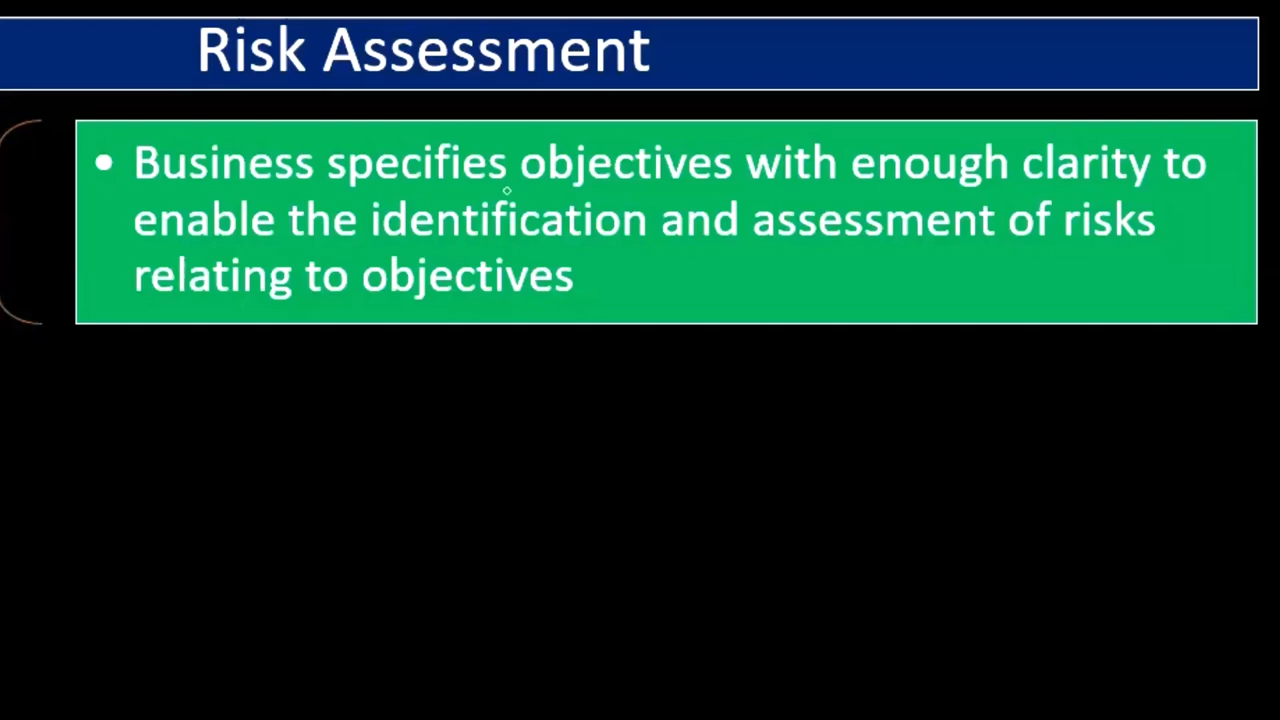 Risk Assessment
• Business specifies objectives with enough clarity to
enable the identification and assessment of risks
relating to objectives